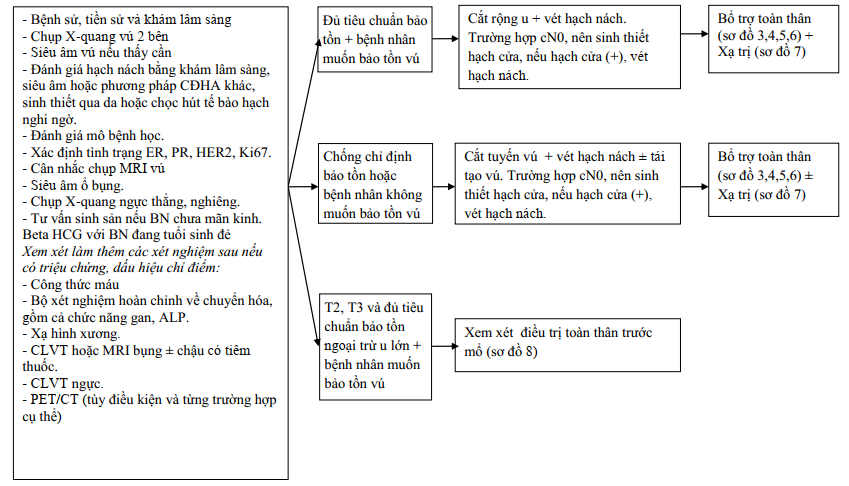 - Bệnh sử, tiền sử và khám lâm sàng
- Chụp X-quang vú 2 bên
- Siêu âm vú nếu thấy cần
- Đánh giá hạch nách bằng khám lâm sàng,
siêu âm hoặc phương pháp CĐHA khác,
sinh thiết qua da hoặc chọc hút tế bào hạch
nghi ngờ.
- Đánh giá mô bệnh học.
- Xác định tình trạng ER, PR, HER2, Ki67.
- Cân nhắc chụp MRI vú
- Siêu âm ổ bụng.
- Chụp X-quang ngực thẳng, nghiêng.
- Tư vấn sinh sản nếu BN chưa mãn kinh.
Beta HCG với BN đang tuổi sinh đẻ
Xem xét làm thêm các xét nghiệm sau nếu
có triệu chứng, dấu hiệu chỉ điểm:
- Công thức máu
- Bộ xét nghiệm hoàn chỉnh về chuyển hóa,
gồm cả chức năng gan, ALP.
- Xạ hình xương.
- CLVT hoặc MRI bụng ± chậu có tiêm
thuốc.
- CLVT ngực.
- PET/CT (tùy điều kiện và từng trường hợp
cụ thể)
Đủ tiêu chuẩn bảo
tồn + bệnh nhân
muốn bảo tồn vú
Cắt rộng u + vét hạch nách.
Trường hợp cN0, nên sinh thiết
hạch cửa, nếu hạch cửa (+), vét
hạch nách.
Bổ trợ toàn thân
(sơ đồ 3,4,5,6) +
Xạ trị (sơ đồ 7)
Chống chỉ định
bảo tồn hoặc
bệnh nhân không
muốn bảo tồn vú
Cắt tuyến vú + vét hạch nách ± tái
tạo vú. Trường hợp cN0, nên sinh
thiết hạch cửa, nếu hạch cửa (+),
vét hạch nách.
Bổ trợ toàn thân
(sơ đồ 3,4,5,6) ±
Xạ trị (sơ đồ 7)
T2, T3 và đủ tiêu
chuẩn bảo tồn
ngoại trừ u lớn +
bệnh nhân muốn
bảo tồn vú
Xem xét điều trị toàn thân trước
mổ (sơ đồ 8)